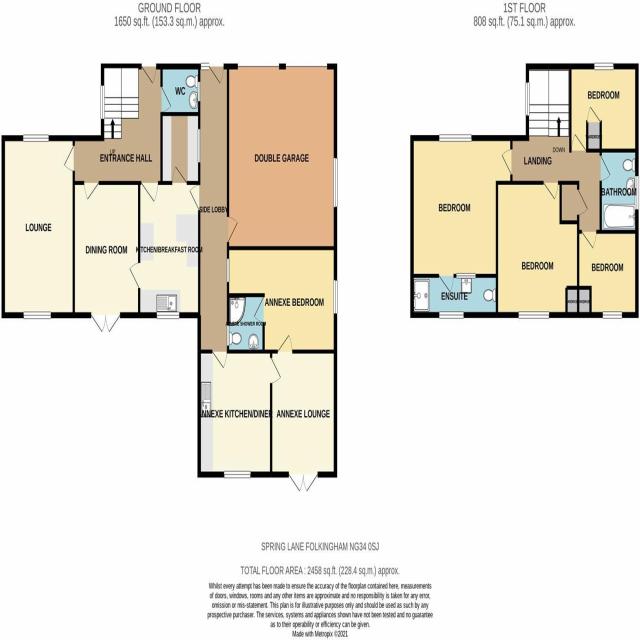 GROUND FLOOR
1650 sq.ft. (153.3 sq.m.) approx.
1ST FLOOR
808 sq.ft. (75.1 sq.m.) approx.
WC
UP
ENTRANCE HALL
DOUBLE GARAGE
SIDE LOBBY
LOUNGE
DINING ROOM
KITCHEN/BREAKFAST ROOM
ANNEXE BEDROOM
SHOWER ROOM
ANNEXE KITCHEN/DINER
ANNEXE LOUNGE
BEDROOM
DOWN
LANDING
BATHROOM
BEDROOM
BEDROOM
BEDROOM
ENSUITE
SPRING LANE FOLKINGHAM NG34 0SJ
TOTAL FLOOR AREA : 2458 sq.ft. (228.4 sq.m.) approx.
Whilst every attempt has been made to ensure the accuracy of the floorplan contained here, measurements
of doors, windows, rooms and any other items are approximate and no responsibility is taken for any error,
omission or mis-statement. This plan is for illustrative purposes only and should be used as such by any
prospective purchaser. The services, systems and appliances shown have not been tested and no guarantee
as to their operability or efficiency can be given.
Made with Metropix ©2021